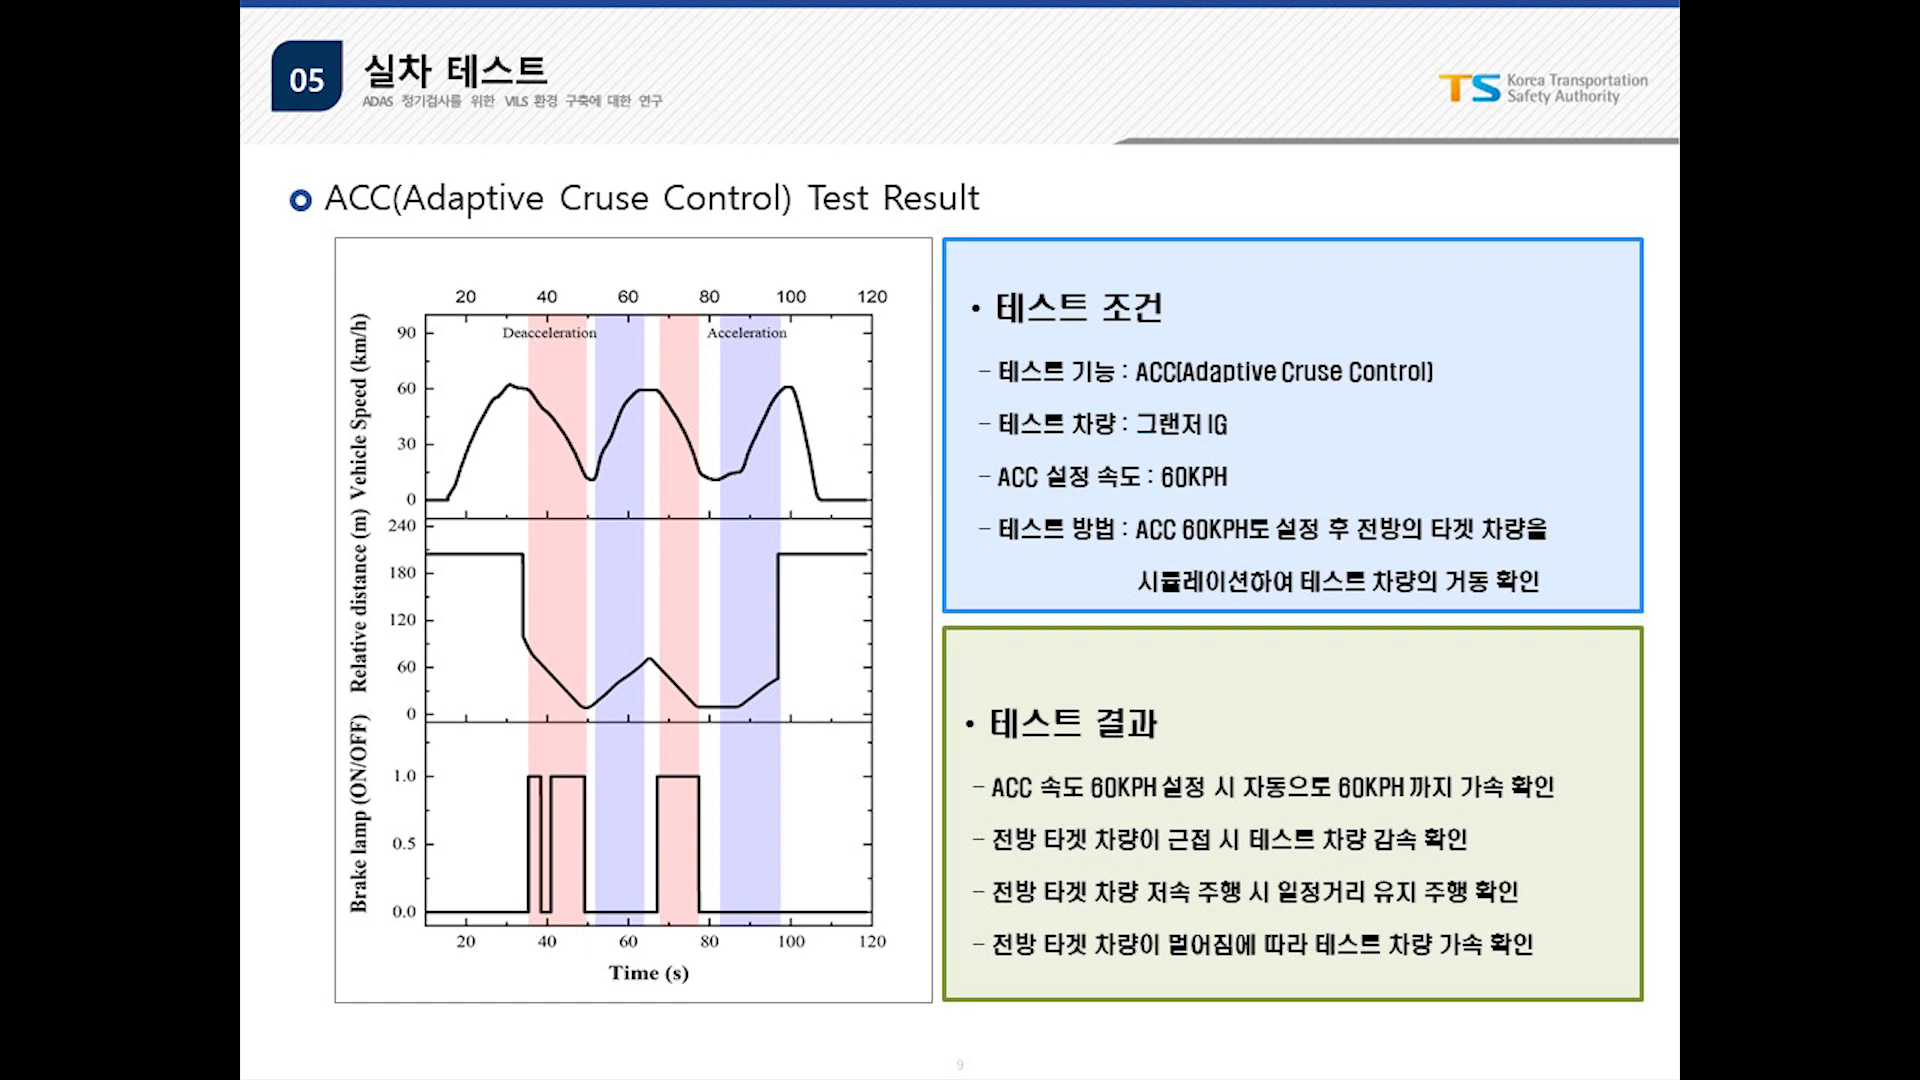 05
실차 테스트
ADAS 정기검사를 위한 VILS 환경 구축에 대한 연구
TS Korea Transportation
Safety Authority
ACC(Adaptive Cruse Control) Test Result
20 40 60 80 100 120
Deacceleration Acceleration
Vehicle Speed (km/h)
90
60
30
0
Relative distance (m)
240
180
120
60
0
Brake lamp (ON/OFF)
1.0
0.5
0.0
20 40 60 80 100 120
Time (s)
• 테스트 조건
- 테스트 기능 : ACC(Adaptive Cruse Control)
- 테스트 차량 : 그랜저 IG
- ACC 설정 속도 : 60KPH
- 테스트 방법 : ACC 60KPH로 설정 후 전방의 타겟 차량을
시뮬레이션하여 테스트 차량의 거동 확인
• 테스트 결과
- ACC 속도 60KPH 설정 시 자동으로 60KPH 까지 가속 확인
- 전방 타겟 차량이 근접 시 테스트 차량 감속 확인
- 전방 타겟 차량 저속 주행 시 일정거리 유지 주행 확인
- 전방 타겟 차량이 멀어짐에 따라 테스트 차량 가속 확인
9